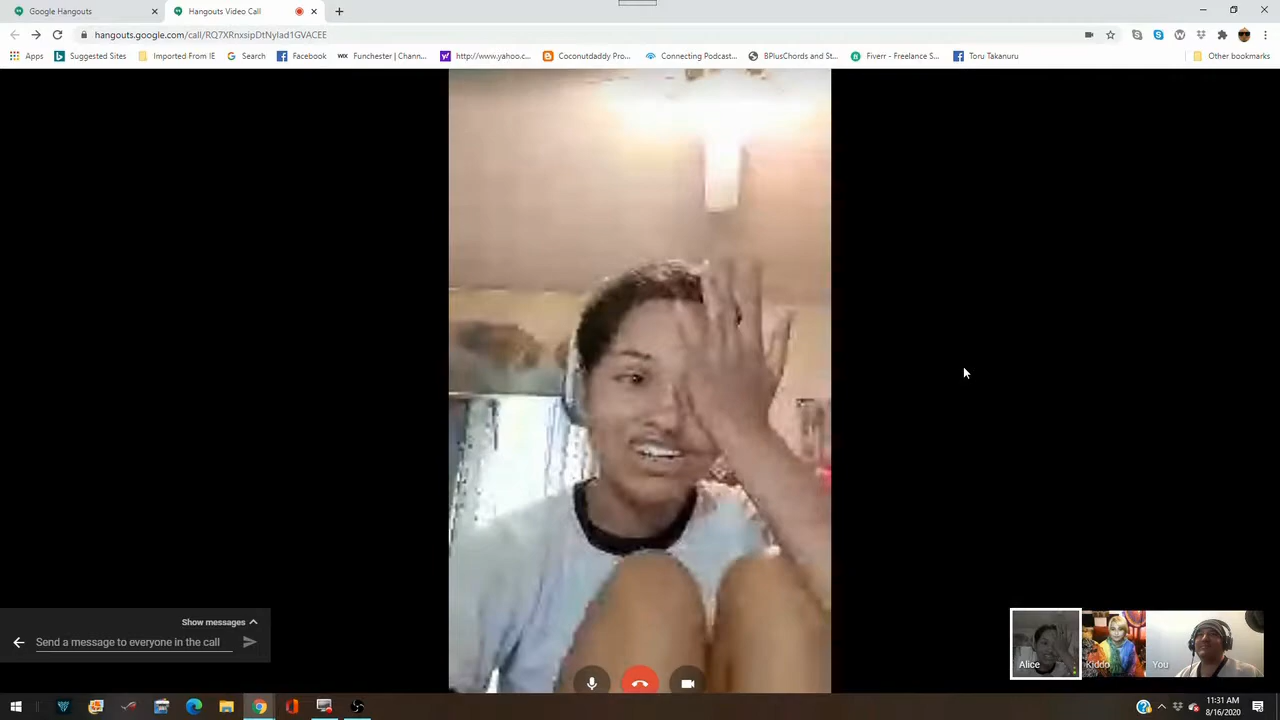 Google Hangouts
Hangouts Video Call
hangouts.google.com/call/RQ7XRnxsipDtNylad1GVACEE
Apps
Suggested Sites
Imported From IE
Search
Facebook
WIX Funchester | Chann...
http://www.yahoo.c...
Coconutdaddy Pro...
Connecting Podcast...
BPlusChords and St...
Fiverr - Freelance S...
Toru Takanuru
Other bookmarks
Show messages
Send a message to everyone in the call
Alice
Kiddo
You
11:31 AM
8/16/2020